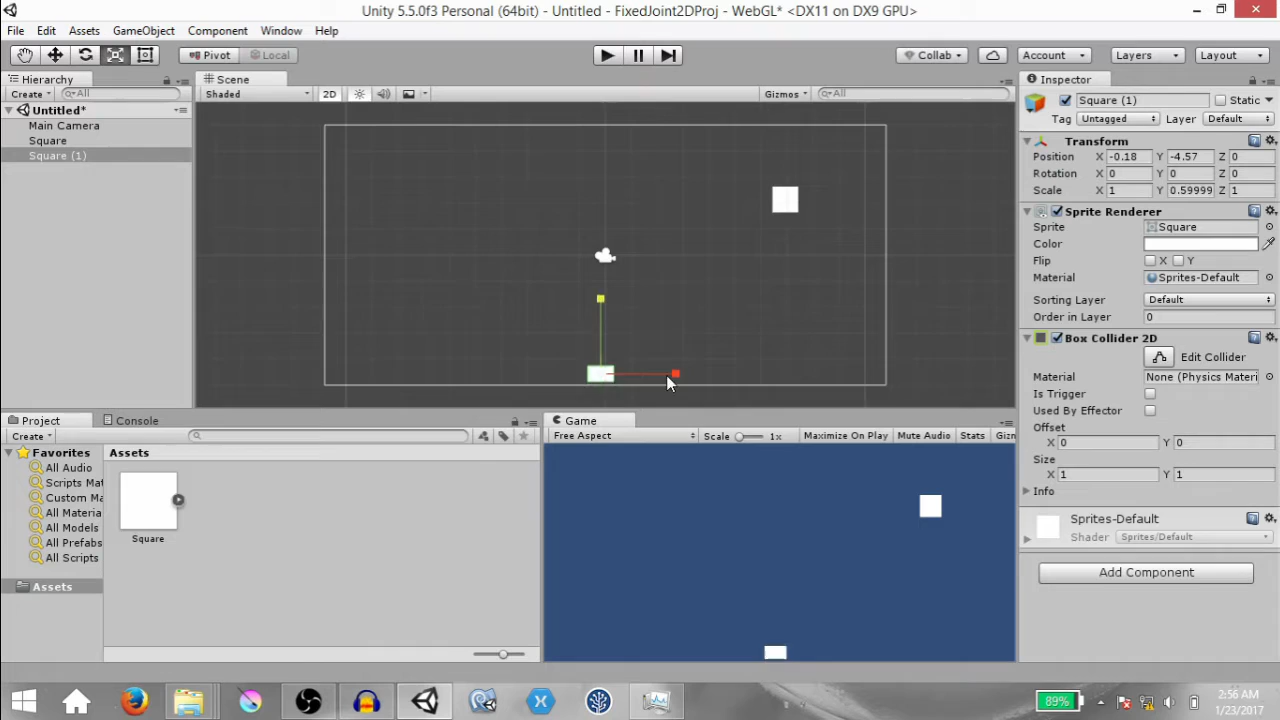 Unity 5.5.0f3 Personal (64bit) - Untitled - FixedJoint2DProj - WebGL* <DX11 on DX9 GPU>
File Edit Assets GameObject Component Window Help
Pivot Local Collab Account Layers Layout
Hierarchy
Create All
Untitled*
Main Camera
Square
Square (1)
Scene
Shaded 2D Gizmos All
Inspector
Square (1) Static
Tag Untagged Layer Default
Transform
Position X -0.18 Y -4.57 Z 0
Rotation X 0 Y 0 Z 0
Scale X 1 Y 0.59999 Z 1
Sprite Renderer
Sprite Square
Color
Flip X Y
Material Sprites-Default
Sorting Layer Default
Order in Layer 0
Box Collider 2D
Edit Collider
Material None (Physics Materi
Is Trigger
Used By Effector
Offset
X 0 Y 0
Size
X 1 Y 1
Info
Sprites-Default
Shader Sprites/Default
Add Component
Project Console
Create
Favorites
All Audio
Scripts Mat
Custom Ma
All Materia
All Models
All Prefabs
All Scripts
Assets
Assets
Square
Game
Free Aspect Scale 1x Maximize On Play Mute Audio Stats Gizn
89%
2:56 AM
1/23/2017